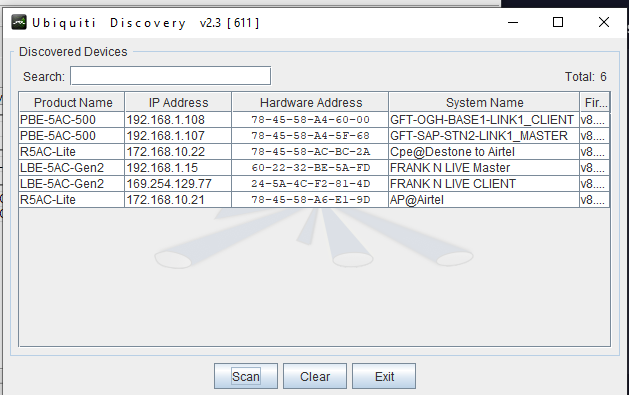 Ubiquiti Discovery v2.3 [611]
Discovered Devices
Search: Total: 6
Product Name IP Address Hardware Address System Name Fir...
PBE-5AC-500 192.168.1.108 78-45-58-A4-60-00 GFT-OGH-BASE1-LINK1_CLIENT v8....
PBE-5AC-500 192.168.1.107 78-45-58-A4-5F-68 GFT-SAP-STN2-LINK1_MASTER v8....
R5AC-Lite 172.168.10.22 78-45-58-AC-BC-2A Cpe@Destone to Airtel v8....
LBE-5AC-Gen2 192.168.1.15 60-22-32-BE-5A-FD FRANK N LIVE Master v8....
LBE-5AC-Gen2 169.254.129.77 24-5A-4C-F2-81-4D FRANK N LIVE CLIENT v8....
R5AC-Lite 172.168.10.21 78-45-58-A6-E1-9D AP@Airtel v8....
Scan Clear Exit